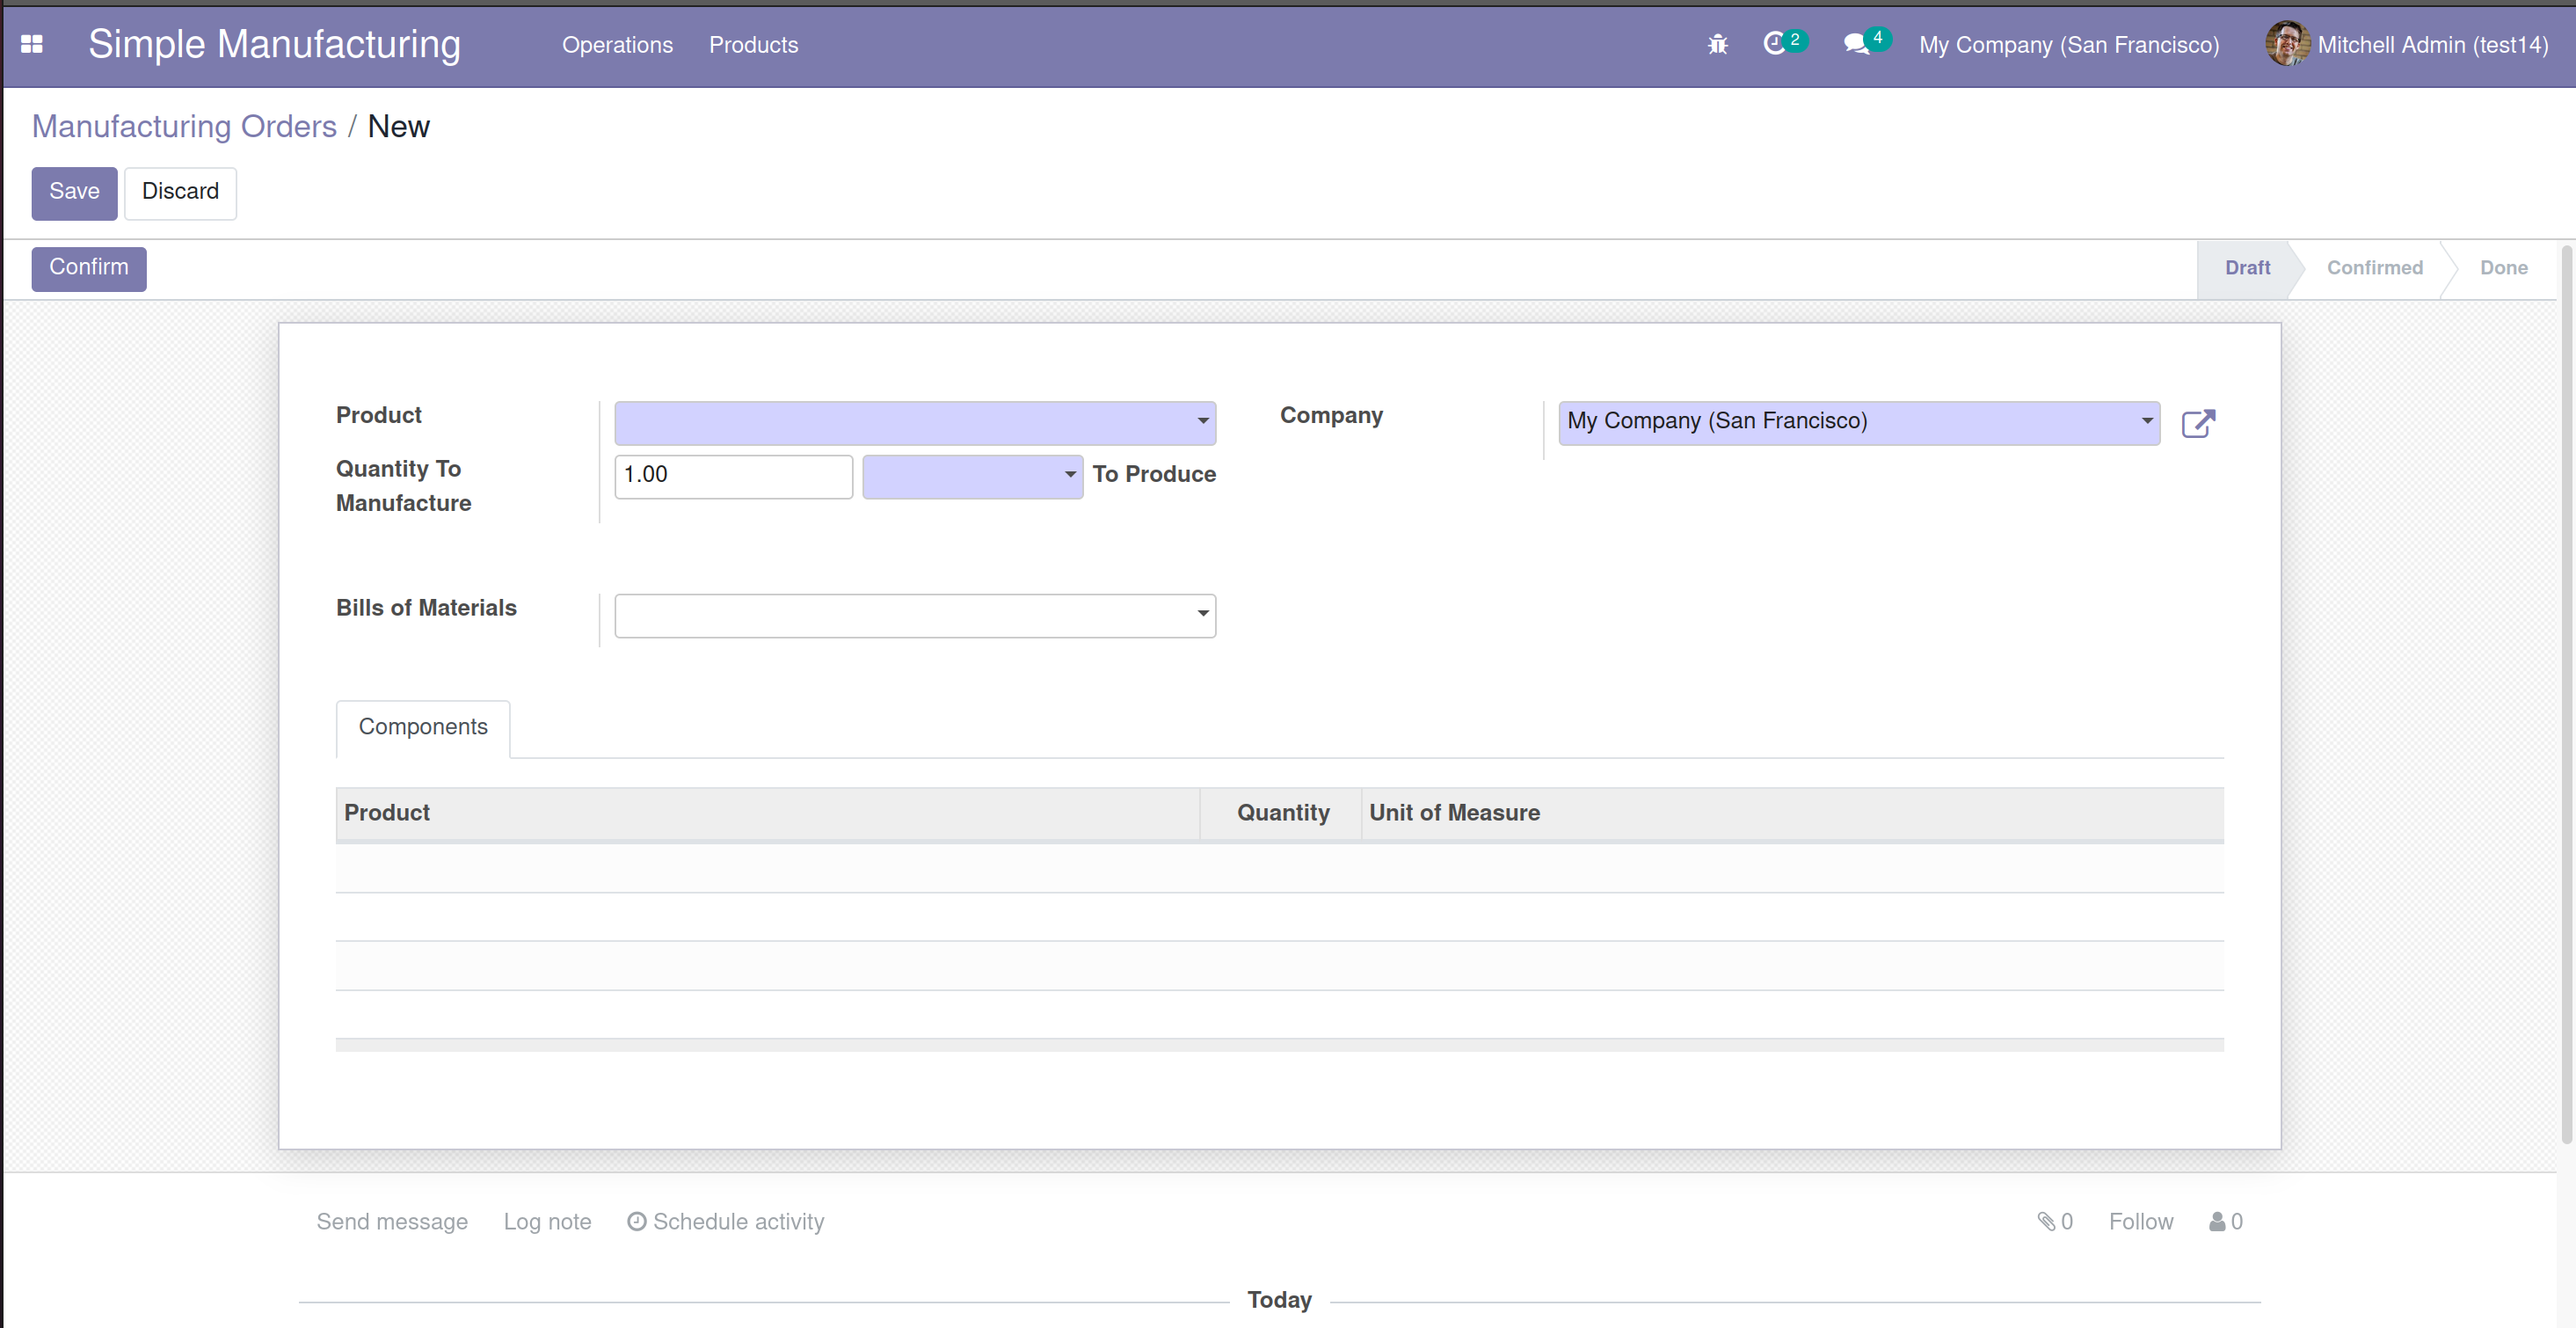 Simple Manufacturing Operations Products 2 4 My Company (San Francisco) Mitchell Admin (test14)
Manufacturing Orders / New
Save Discard
Confirm Draft Confirmed Done
Product Company My Company (San Francisco)
Quantity To Manufacture 1.00 To Produce
Bills of Materials
Components
Product Quantity Unit of Measure
Send message Log note Schedule activity 0 Follow 0
Today